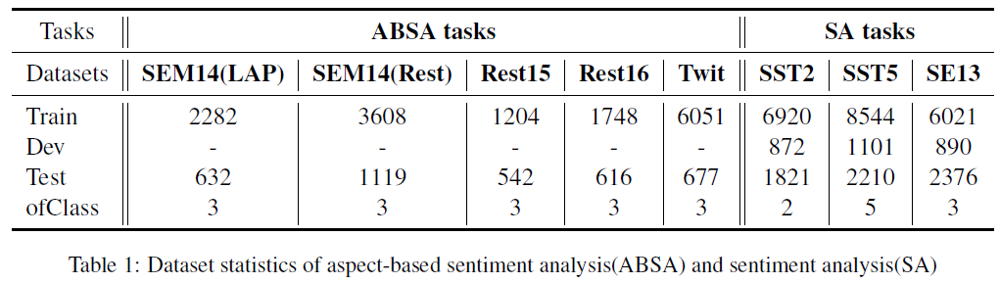 Tasks ABSA tasks SA tasks
Datasets SEM14(LAP) SEM14(Rest) Rest15 Rest16 Twit SST2 SST5 SE13
Train 2282 3608 1204 1748 6051 6920 8544 6021
Dev - - - - - 872 1101 890
Test 632 1119 542 616 677 1821 2210 2376
ofClass 3 3 3 3 3 2 5 3
Table 1: Dataset statistics of aspect-based sentiment analysis(ABSA) and sentiment analysis(SA)